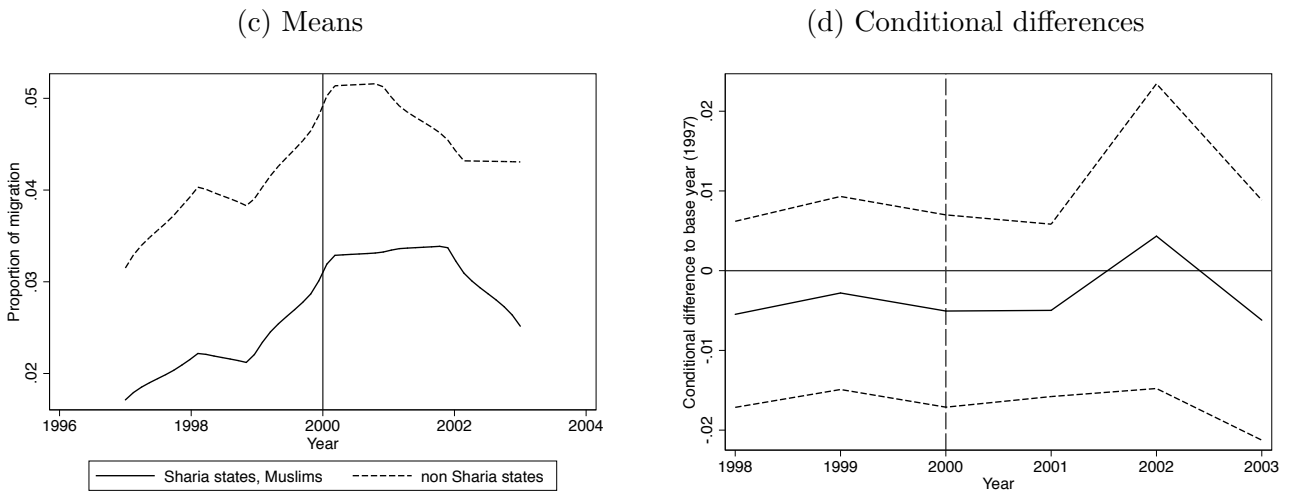 (c) Means
.05
.04
.03
.02
Proportion of migration
1996 1998 2000 2002 2004
Year
Sharia states, Muslims non Sharia states
(d) Conditional differences
.02
.01
0
-.01
-.02
Conditional difference to base year (1997)
1998 1999 2000 2001 2002 2003
Year